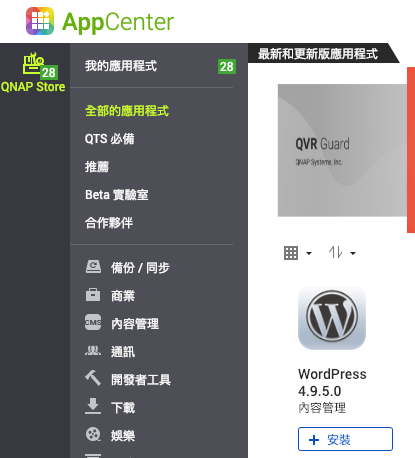 AppCenter
QNAP Store
28
我的應用程式
28
全部的應用程式
QTS 必備
推薦
Beta 實驗室
合作夥伴
備份 / 同步
商業
CMS
內容管理
通訊
開發者工具
下載
娛樂
最新和更新版應用程式
QVR Guard
QNAP Systems, Inc.
WordPress
4.9.5.0
內容管理
+ 安裝